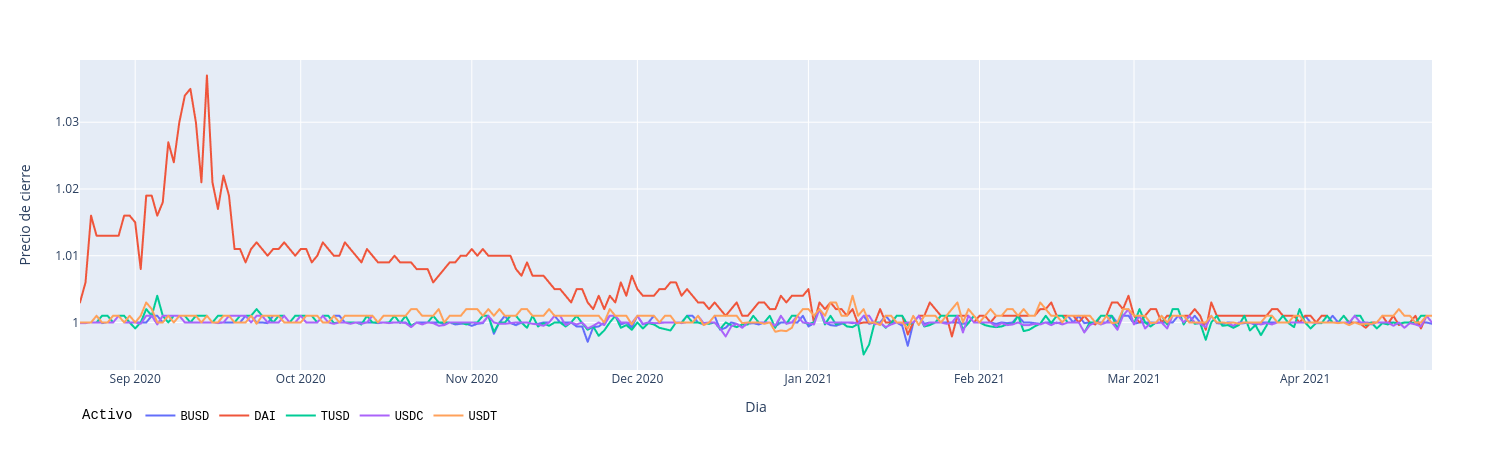 Precio de cierre
1.03
1.02
1.01
1
Sep 2020 Oct 2020 Nov 2020 Dec 2020 Jan 2021 Feb 2021 Mar 2021 Apr 2021
Dia
Activo BUSD DAI TUSD USDC USDT